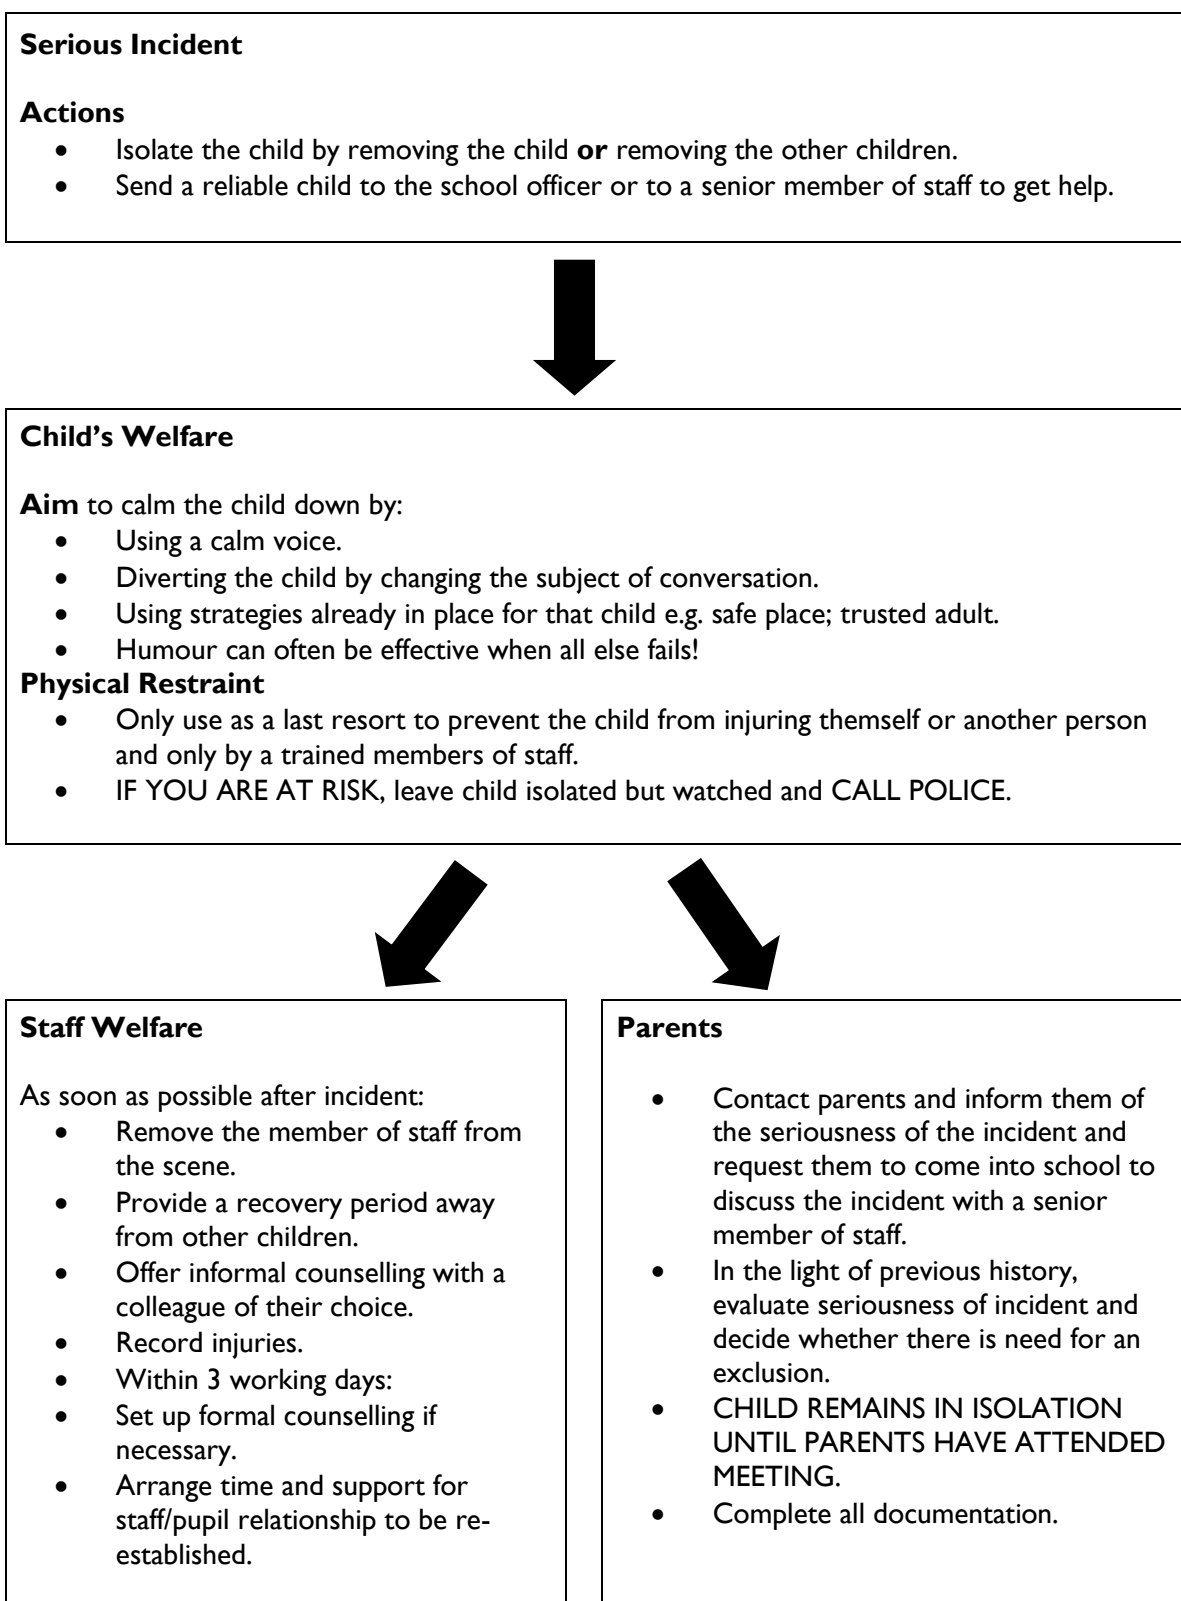 Serious Incident
Actions
• Isolate the child by removing the child or removing the other children.
• Send a reliable child to the school officer or to a senior member of staff to get help.
Child’s Welfare
Aim to calm the child down by:
• Using a calm voice.
• Diverting the child by changing the subject of conversation.
• Using strategies already in place for that child e.g. safe place; trusted adult.
• Humour can often be effective when all else fails!
Physical Restraint
• Only use as a last resort to prevent the child from injuring themself or another person
and only by a trained members of staff.
• IF YOU ARE AT RISK, leave child isolated but watched and CALL POLICE.
Staff Welfare
As soon as possible after incident:
• Remove the member of staff from
the scene.
• Provide a recovery period away
from other children.
• Offer informal counselling with a
colleague of their choice.
• Record injuries.
• Within 3 working days:
• Set up formal counselling if
necessary.
• Arrange time and support for
staff/pupil relationship to be re-
established.
Parents
• Contact parents and inform them of
the seriousness of the incident and
request them to come into school to
discuss the incident with a senior
member of staff.
• In the light of previous history,
evaluate seriousness of incident and
decide whether there is need for an
exclusion.
• CHILD REMAINS IN ISOLATION
UNTIL PARENTS HAVE ATTENDED
MEETING.
• Complete all documentation.